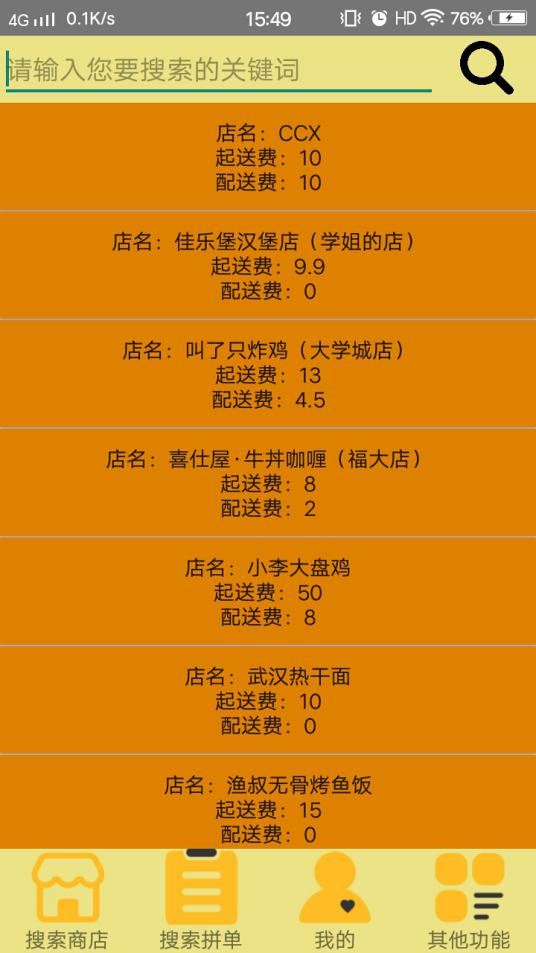 4G 0.1K/s 15:49 HD 76%
请输入您要搜索的关键词
店名：CCX
起送费：10
配送费：10
店名：佳乐堡汉堡店（学姐的店）
起送费：9.9
配送费：0
店名：叫了只炸鸡（大学城店）
起送费：13
配送费：4.5
店名：喜仕屋·牛丼咖喱（福大店）
起送费：8
配送费：2
店名：小李大盘鸡
起送费：50
配送费：8
店名：武汉热干面
起送费：10
配送费：0
店名：渔叔无骨烤鱼饭
起送费：15
配送费：0
搜索商店 搜索拼单 我的 其他功能